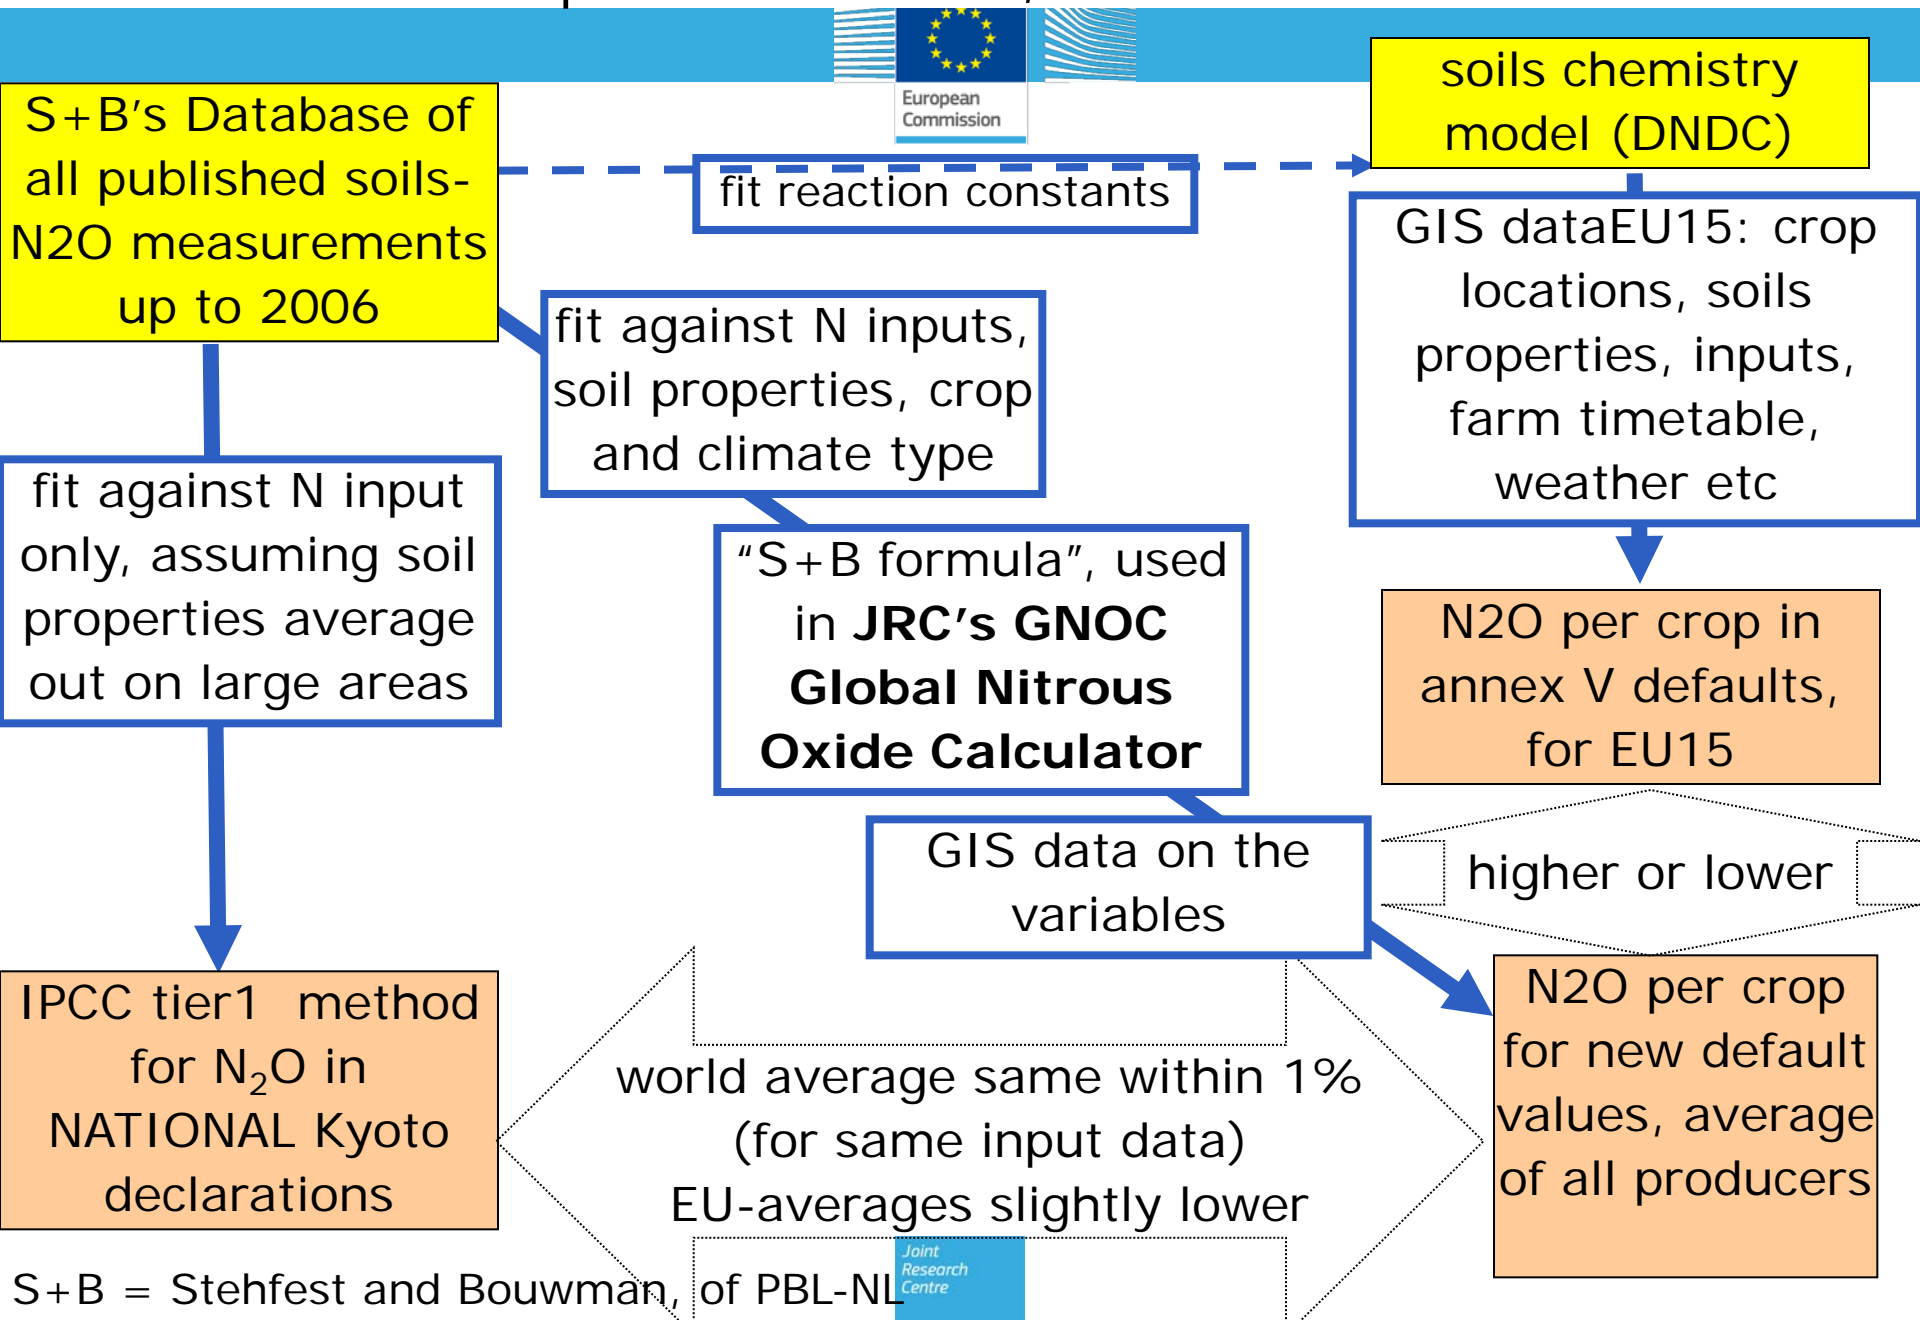 European
Commission
soils chemistry
model (DNDC)
S+B's Database of
all published soils-
N2O measurements
up to 2006
fit reaction constants
GIS dataEU15: crop
locations, soils
properties, inputs,
farm timetable,
weather etc
fit against N inputs,
soil properties, crop
and climate type
fit against N input
only, assuming soil
properties average
out on large areas
"S+B formula", used
in JRC's GNOC
Global Nitrous
Oxide Calculator
N2O per crop in
annex V defaults,
for EU15
GIS data on the
variables
higher or lower
IPCC tier1 method
for N₂O in
NATIONAL Kyoto
declarations
world average same within 1%
(for same input data)
EU-averages slightly lower
N2O per crop
for new default
values, average
of all producers
S+B = Stehfest and Bouwman, of PBL-NL
Joint
Research
Centre